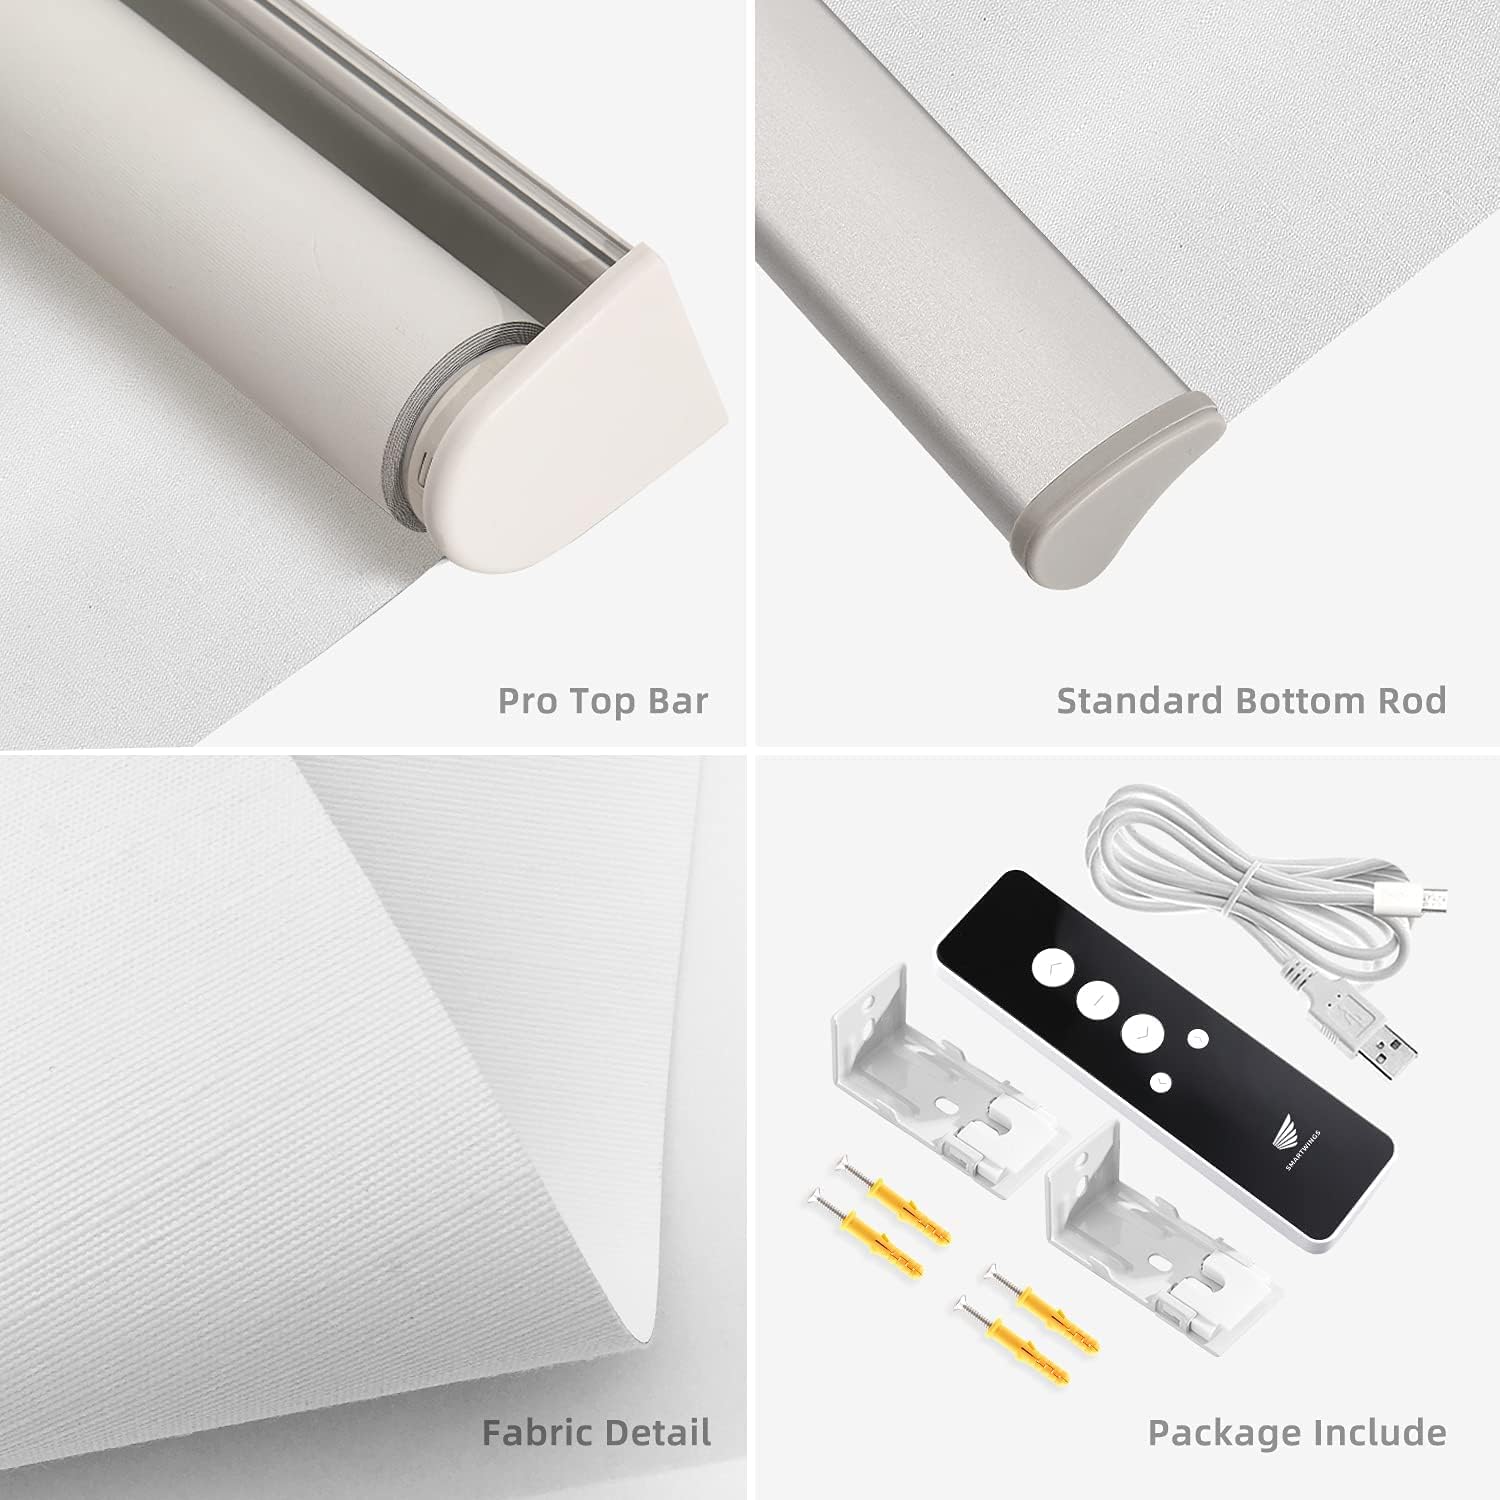 Pro Top Bar
Standard Bottom Rod
Fabric Detail
Package Include
SMARTWINGS